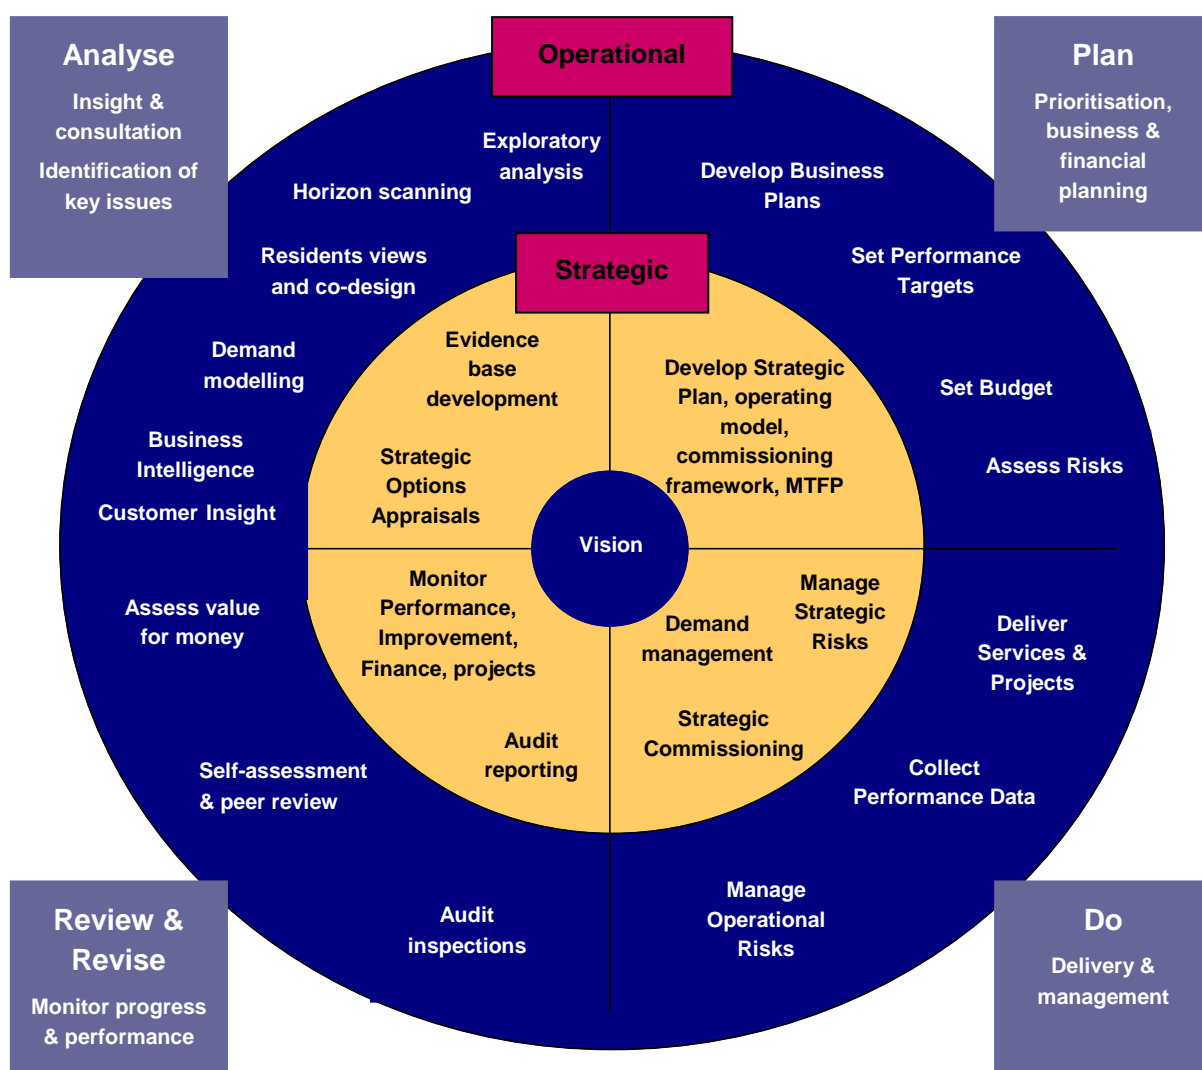 Analyse
Insight &
consultation
Identification of
key issues
Operational
Plan
Prioritisation,
business &
financial
planning
Exploratory
analysis
Horizon scanning
Residents views
and co-design
Demand
modelling
Business
Intelligence
Customer Insight
Develop Business
Plans
Set Performance
Targets
Set Budget
Assess Risks
Strategic
Evidence
base
development
Strategic
Options
Appraisals
Develop Strategic
Plan, operating
model,
commissioning
framework, MTFP
Vision
Monitor
Performance,
Improvement,
Finance, projects
Audit
reporting
Demand
management
Manage
Strategic
Risks
Strategic
Commissioning
Assess value
for money
Self-assessment
& peer review
Audit
inspections
Deliver
Services &
Projects
Collect
Performance Data
Manage
Operational
Risks
Review &
Revise
Monitor progress
& performance
Do
Delivery &
management